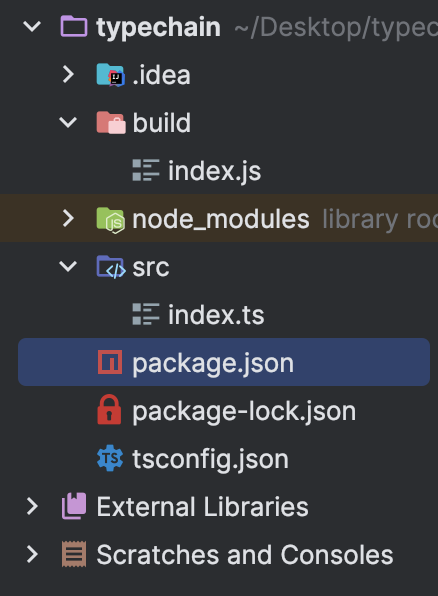 typechain ~/Desktop/typec
.idea
build
index.js
node_modules library roo
src
index.ts
package.json
package-lock.json
tsconfig.json
External Libraries
Scratches and Consoles